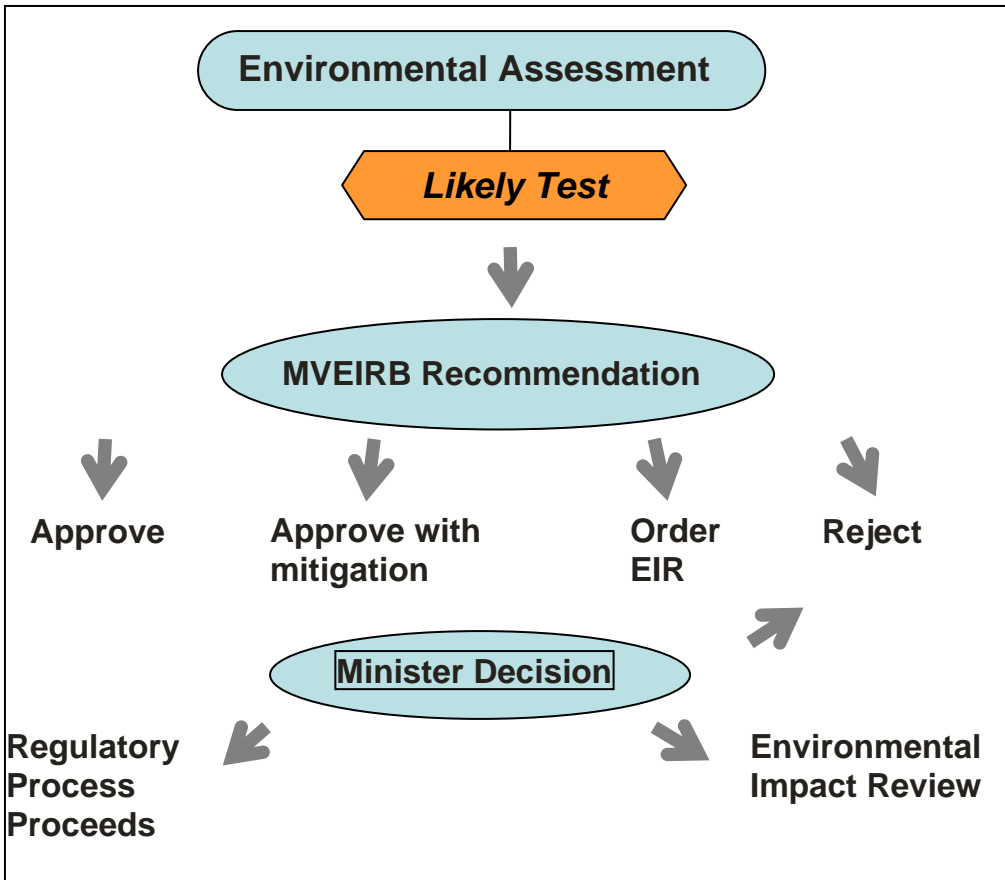 Environmental Assessment
Likely Test
MVEIRB Recommendation
Approve
Approve with
mitigation
Order
EIR
Reject
Minister Decision
Regulatory
Process
Proceeds
Environmental
Impact Review